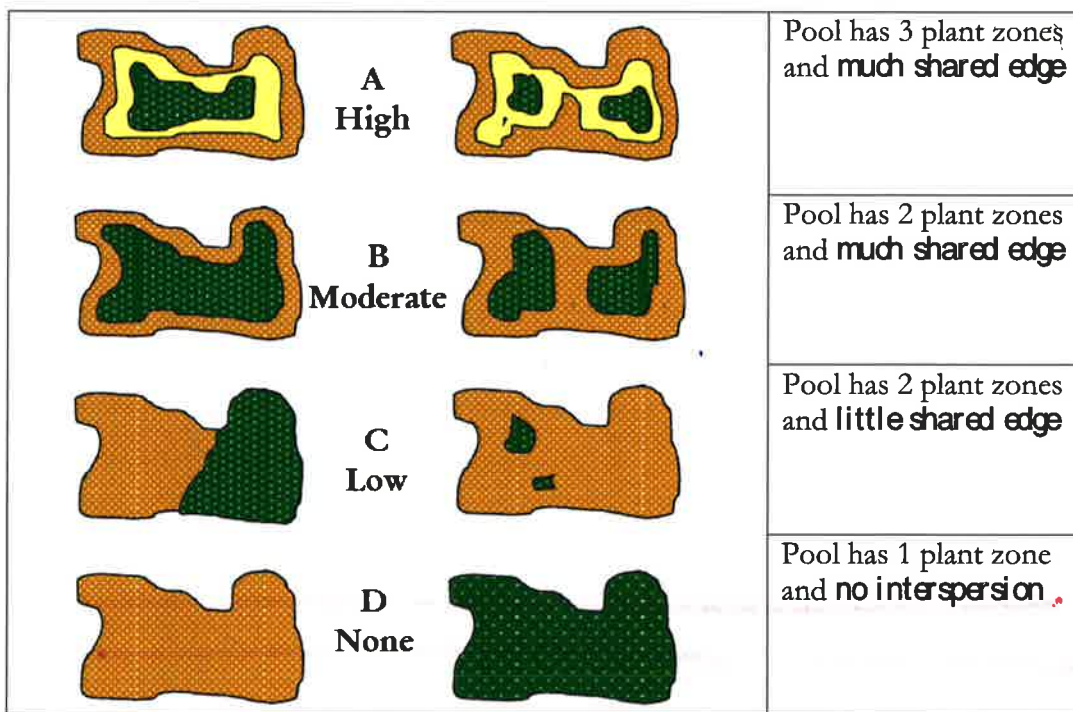 A
High
Pool has 3 plant zones
and much shared edge
B
Moderate
Pool has 2 plant zones
and much shared edge
C
Low
Pool has 2 plant zones
and little shared edge
D
None
Pool has 1 plant zone
and no interspersion